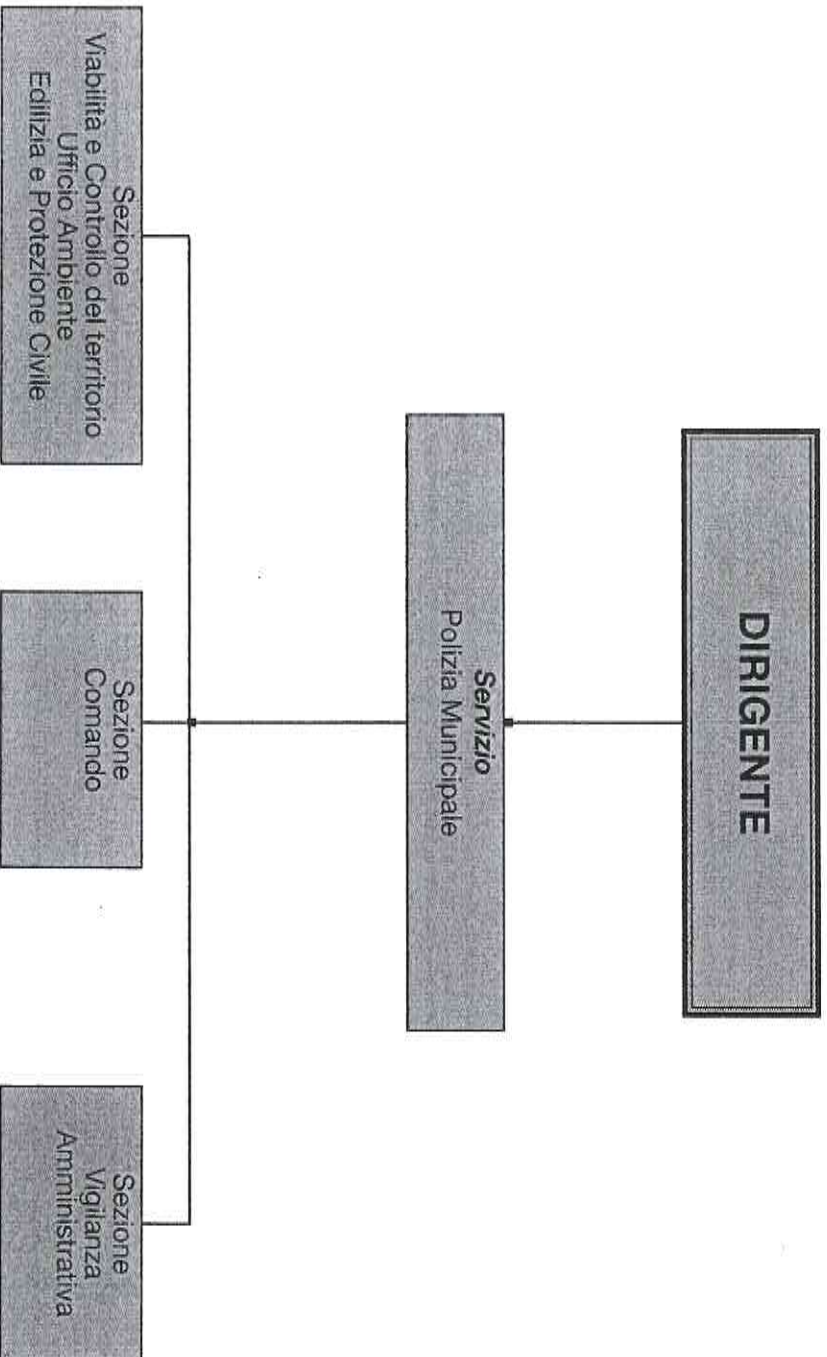 DIRIGENTE
Servizio
Polizia Municipale
Sezione
Viabilità e Controllo del territorio
Ufficio Ambiente
Edilizia e Protezione Civile
Sezione
Comando
Sezione
Vigilanza
Amministrativa